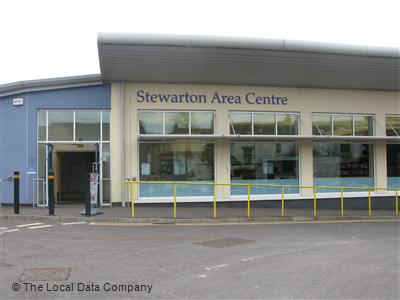 Stewarton Area Centre
© The Local Data Company